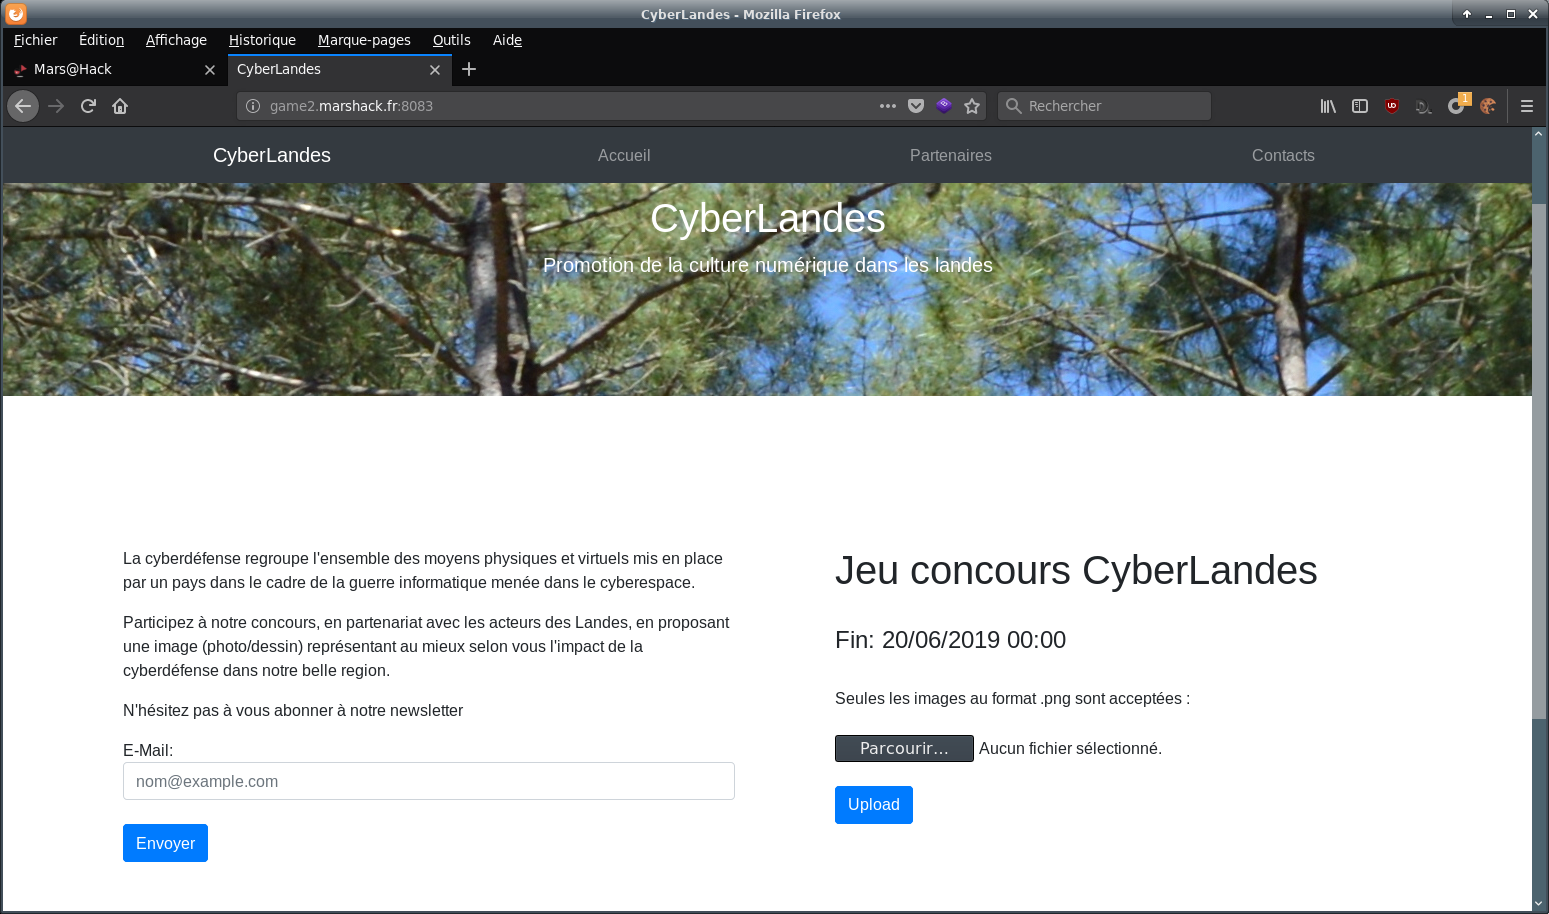 CyberLandes - Mozilla Firefox
Fichier Édition Affichage Historique Marque-pages Outils Aide
Mars@Hack CyberLandes
game2.marshack.fr:8083 Rechercher 1
CyberLandes Accueil Partenaires Contacts
CyberLandes
Promotion de la culture numérique dans les landes
La cyberdéfense regroupe l'ensemble des moyens physiques et virtuels mis en place
par un pays dans le cadre de la guerre informatique menée dans le cyberespace.
Participez à notre concours, en partenariat avec les acteurs des Landes, en proposant
une image (photo/dessin) représentant au mieux selon vous l'impact de la
cyberdéfense dans notre belle region.
N'hésitez pas à vous abonner à notre newsletter
E-Mail:
nom@example.com
Envoyer
Jeu concours CyberLandes
Fin: 20/06/2019 00:00
Seules les images au format .png sont acceptées :
Parcourir... Aucun fichier sélectionné.
Upload